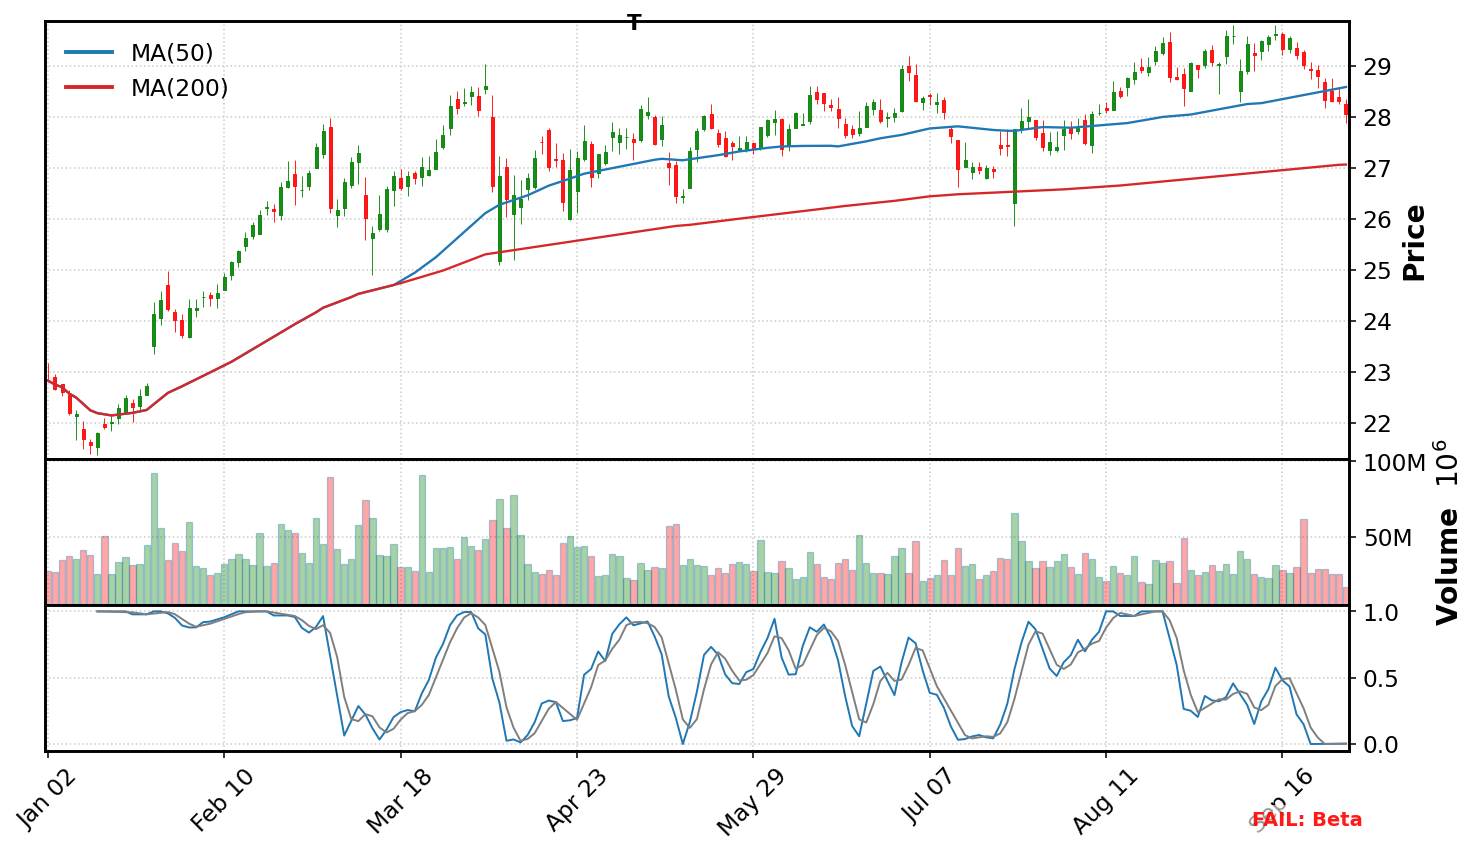 T
MA(50)
MA(200)
29
28
27
26
25
24
23
22
Price
100M
50M
Volume 10^6
1.0
0.5
0.0
Jan 02
Feb 10
Mar 18
Apr 23
May 29
Jul 07
Aug 11
Sep 16
FAIL: Beta